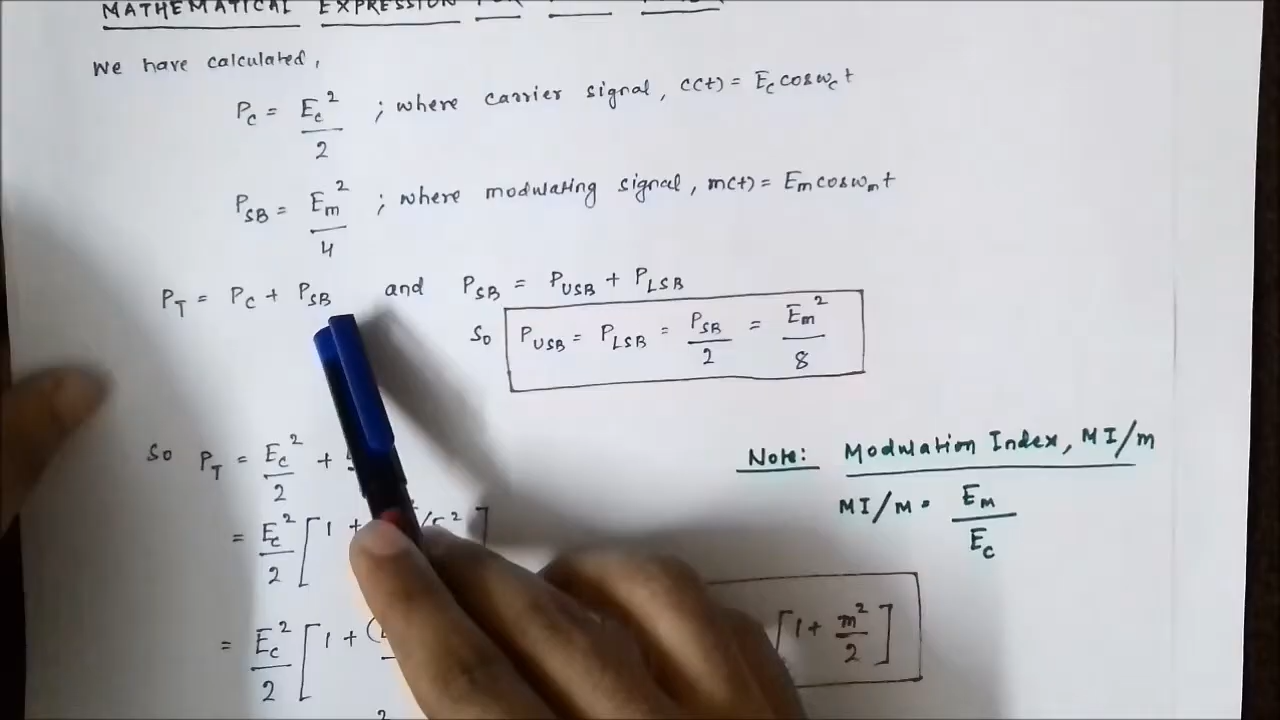 MATHEMATICAL EXPRESSION
We have calculated,
Pc = Ec²/2 ; where carrier signal, c(t) = Ec cosωct
PSB = Em²/4 ; where modulating signal, m(t) = Em cosωmt
PT = Pc + PSB and PSB = PUSB + PLSB
So PUSB = PLSB = PSB/2 = Em²/8
Note: Modulation Index, MI/m
MI/m = Em/Ec
So PT = Ec²/2 +
= Ec²/2 [1 +
= Ec²/2 [1 + (
[1 + m²/2]
2